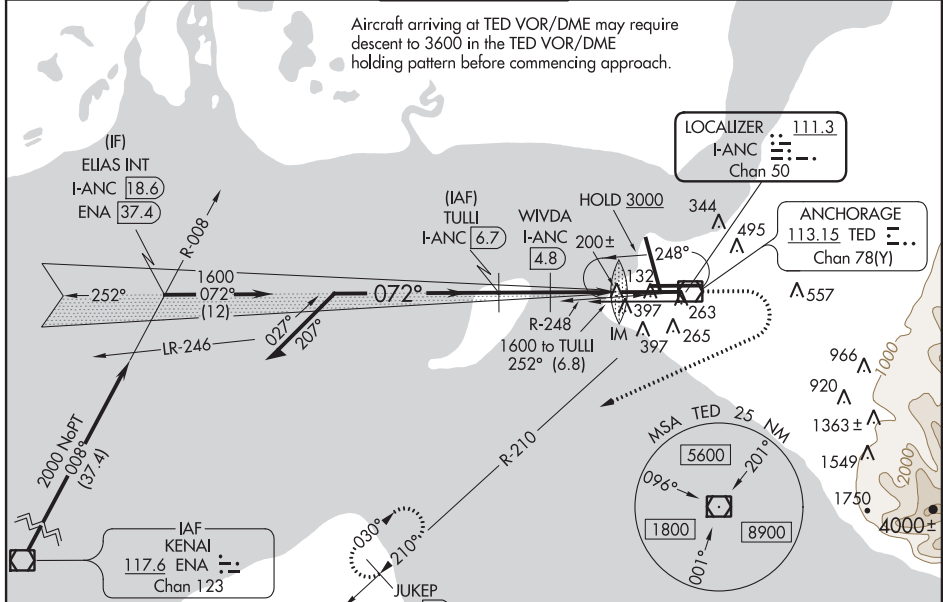 Aircraft arriving at TED VOR/DME may require
descent to 3600 in the TED VOR/DME
holding pattern before commencing approach.
LOCALIZER 111.3
I-ANC
Chan 50
(IF)
ELIAS INT
I-ANC 18.6
ENA 37.4
R-008
(IAF)
TULLI
I-ANC 6.7
WIVDA
I-ANC
4.8
HOLD 3000
200±
248°
344
495
ANCHORAGE
113.15 TED
Chan 78(Y)
557
252°
1600
072°
(12)
072°
132
263
027°
207°
R-248
397
IM
397
265
LR-246
1600 to TULLI
252° (6.8)
966
1000
920
1363±
1549
2000
1750
4000±
2000 NoPT
008°
(37.4)
R-210
MSA TED 25 NM
5600
096°
201°
1800
8900
001°
IAF
KENAI
117.6 ENA
Chan 123
030°
210°
JUKEP